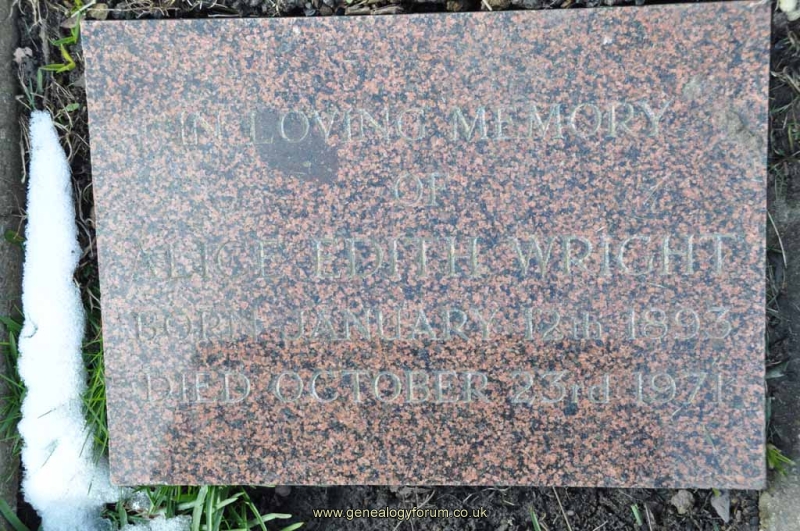 IN LOVING MEMORY
OF
ALICE EDITH WRIGHT
BORN JANUARY 12th 1893
DIED OCTOBER 23rd 1971
www.genealogyforum.co.uk